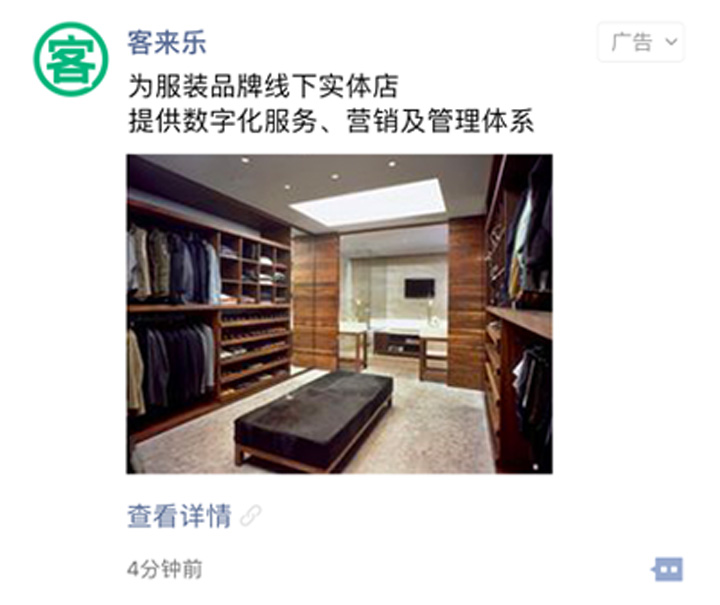 客
客来乐
广告
为服装品牌线下实体店
提供数字化服务、营销及管理体系
查看详情
4分钟前